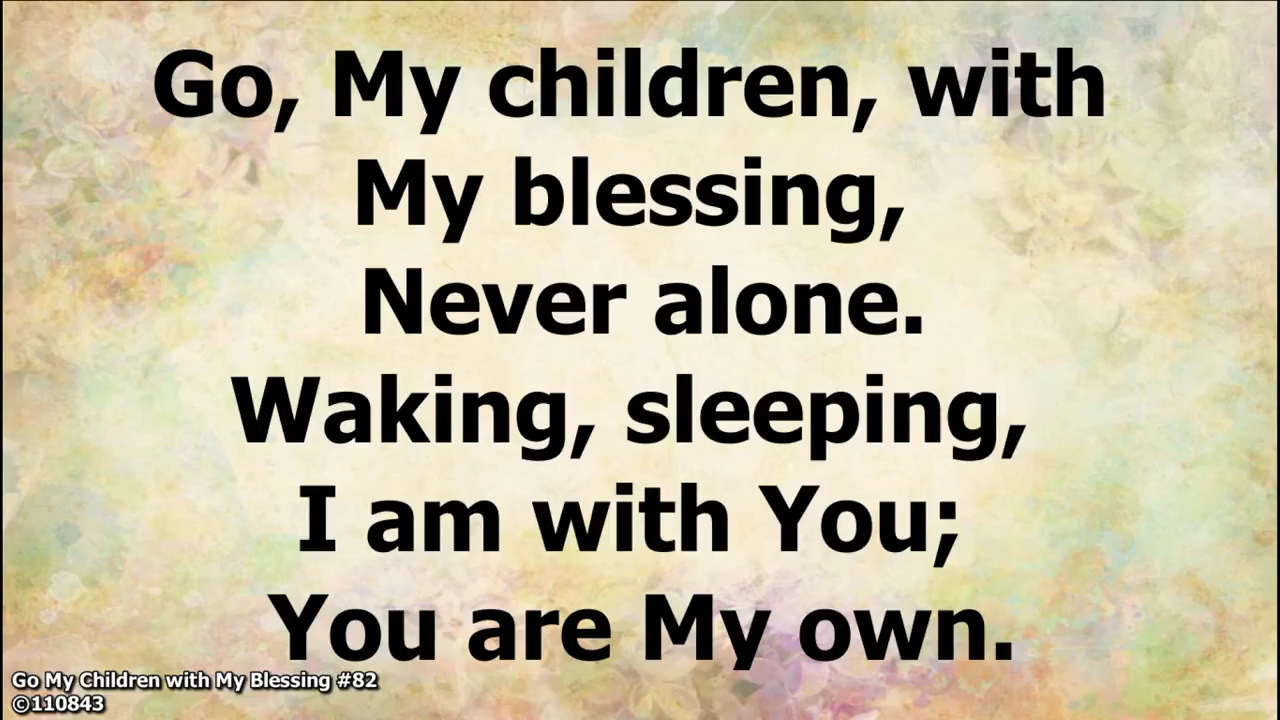 Go, My children, with
My blessing,
Never alone.
Waking, sleeping,
I am with You;
You are My own.
Go My Children with My Blessing #82
©110843